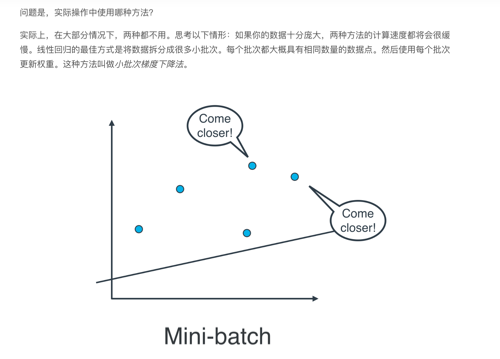 问题是，实际操作中使用哪种方法？
实际上，在大部分情况下，两种都不用。思考以下情形：如果你的数据十分庞大，两种方法的计算速度都将会很缓
慢。线性回归的最佳方式是将数据拆分成很多小批次。每个批次都大概具有相同数量的数据点。然后使用每个批次
更新权重。这种方法叫做小批次梯度下降法。
Come
closer!
Come
closer!
Mini-batch